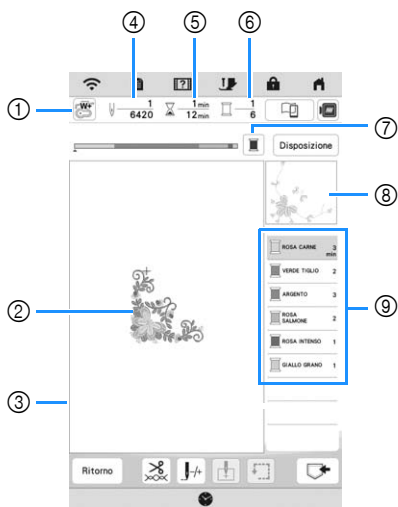 ④ ⑤ ⑥
① W+ 1 1 min 1
6420 12 min 6
⑦
Disposizione
⑧
ROSA CARNE 3 min
VERDE TIGLIO 2
ARGENTO 3
ROSA SALMONE 2
ROSA INTENSO 1
GIALLO GRANO 1
⑨
②
③
Ritorno